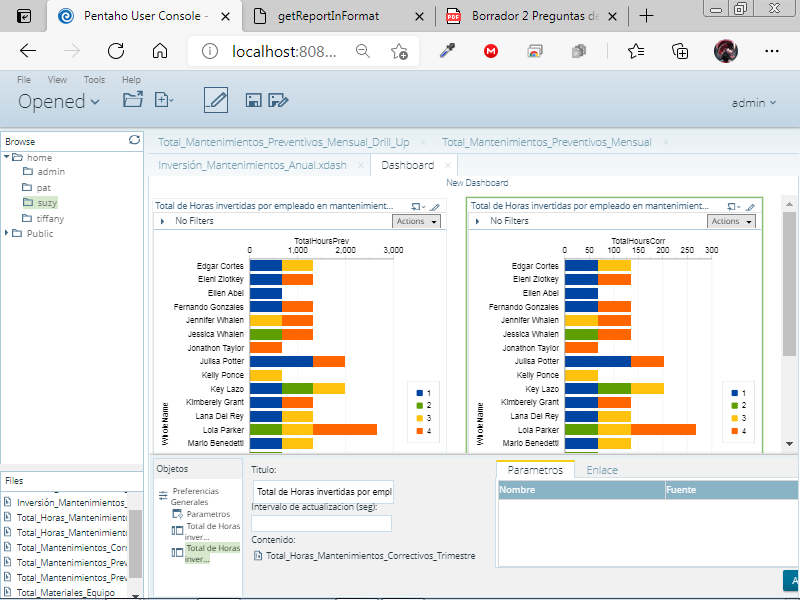 Pentaho User Console -
getReportInFormat
Borrador 2 Preguntas de
localhost:808...
File View Tools Help
Opened
admin
Browse
home
admin
pat
suzy
tiffany
Public
Files
Inversión_Mantenimientos_
Total_Horas_Mantenimiento
Total_Horas_Mantenimiento
Total_Mantenimientos_Corr
Total_Mantenimientos_Prev
Total_Mantenimientos_Prev
Total_Materiales_Equipo
Total_Mantenimientos_Preventivos_Mensual_Drill_Up
Total_Mantenimientos_Preventivos_Mensual
Inversión_Mantenimientos_Anual.xdash
Dashboard
New Dashboard
Total de Horas invertidas por empleado en mantenimient...
No Filters
Actions
TotalHoursPrev
0 1,000 2,000 3,000
WholeName
Edgar Cortes
Eleni Zlotkey
Ellen Abel
Fernando Gonzales
Jennifer Whalen
Jessica Whalen
Jonathon Taylor
Julisa Potter
Kelly Ponce
Key Lazo
Kimberely Grant
Lana Del Rey
Lola Parker
Mario Benedetti
1
2
3
4
Total de Horas invertidas por empleado en mantenimient...
No Filters
Actions
TotalHoursCorr
0 50 100 150 200 250 300
WholeName
Edgar Cortes
Eleni Zlotkey
Ellen Abel
Fernando Gonzales
Jennifer Whalen
Jessica Whalen
Jonathon Taylor
Julisa Potter
Kelly Ponce
Key Lazo
Kimberely Grant
Lana Del Rey
Lola Parker
Mario Benedetti
1
2
3
4
Objetos
Preferencias
Generales
Parametros
Total de Horas
inver...
Total de Horas
inver...
Titulo:
Total de Horas invertidas por empl
Intervalo de actualizacion (seg):
Contenido:
Total_Horas_Mantenimientos_Correctivos_Trimestre
Parametros
Enlace
Nombre
Fuente
A